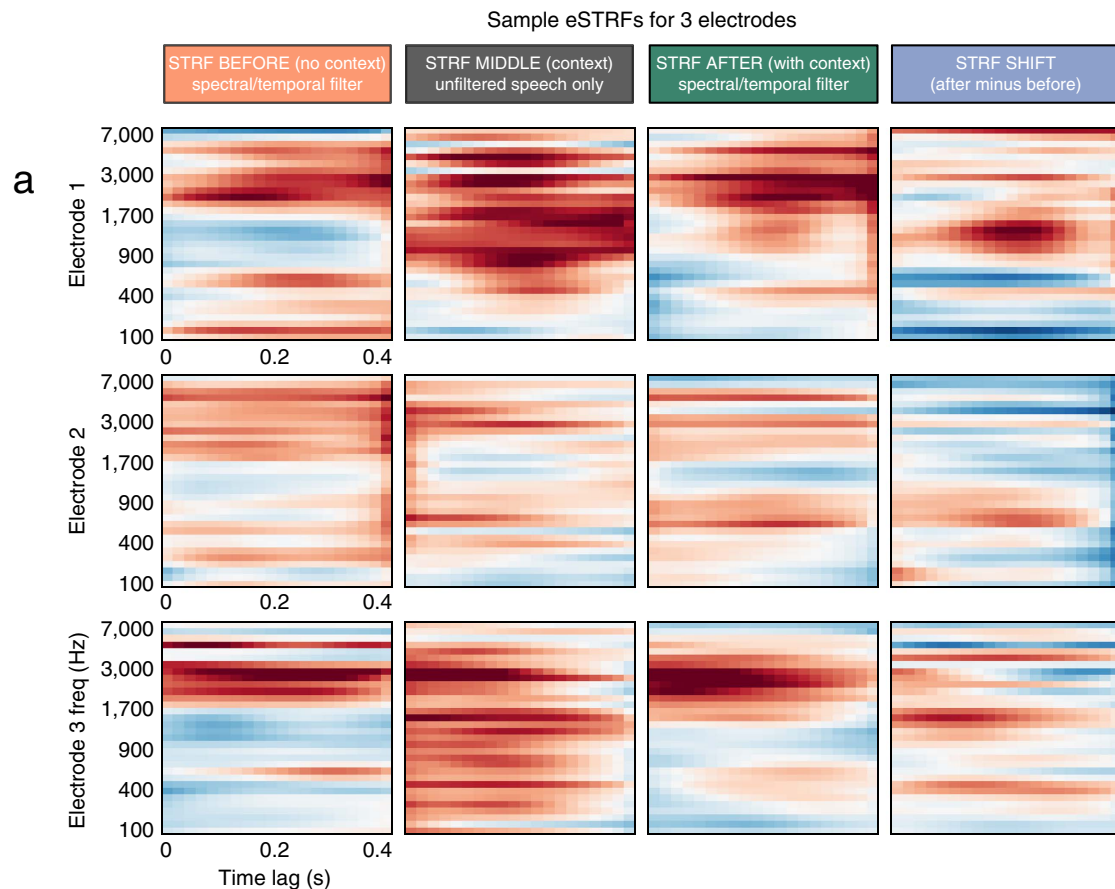 Sample eSTRFs for 3 electrodes
STRF BEFORE (no context)
spectral/temporal filter
STRF MIDDLE (context)
unfiltered speech only
STRF AFTER (with context)
spectral/temporal filter
STRF SHIFT
(after minus before)
a
Electrode 1
7,000
3,000
1,700
900
400
100
0
0.2
0.4
Electrode 2
7,000
3,000
1,700
900
400
100
0
0.2
0.4
Electrode 3 freq (Hz)
7,000
3,000
1,700
900
400
100
0
0.2
0.4
Time lag (s)